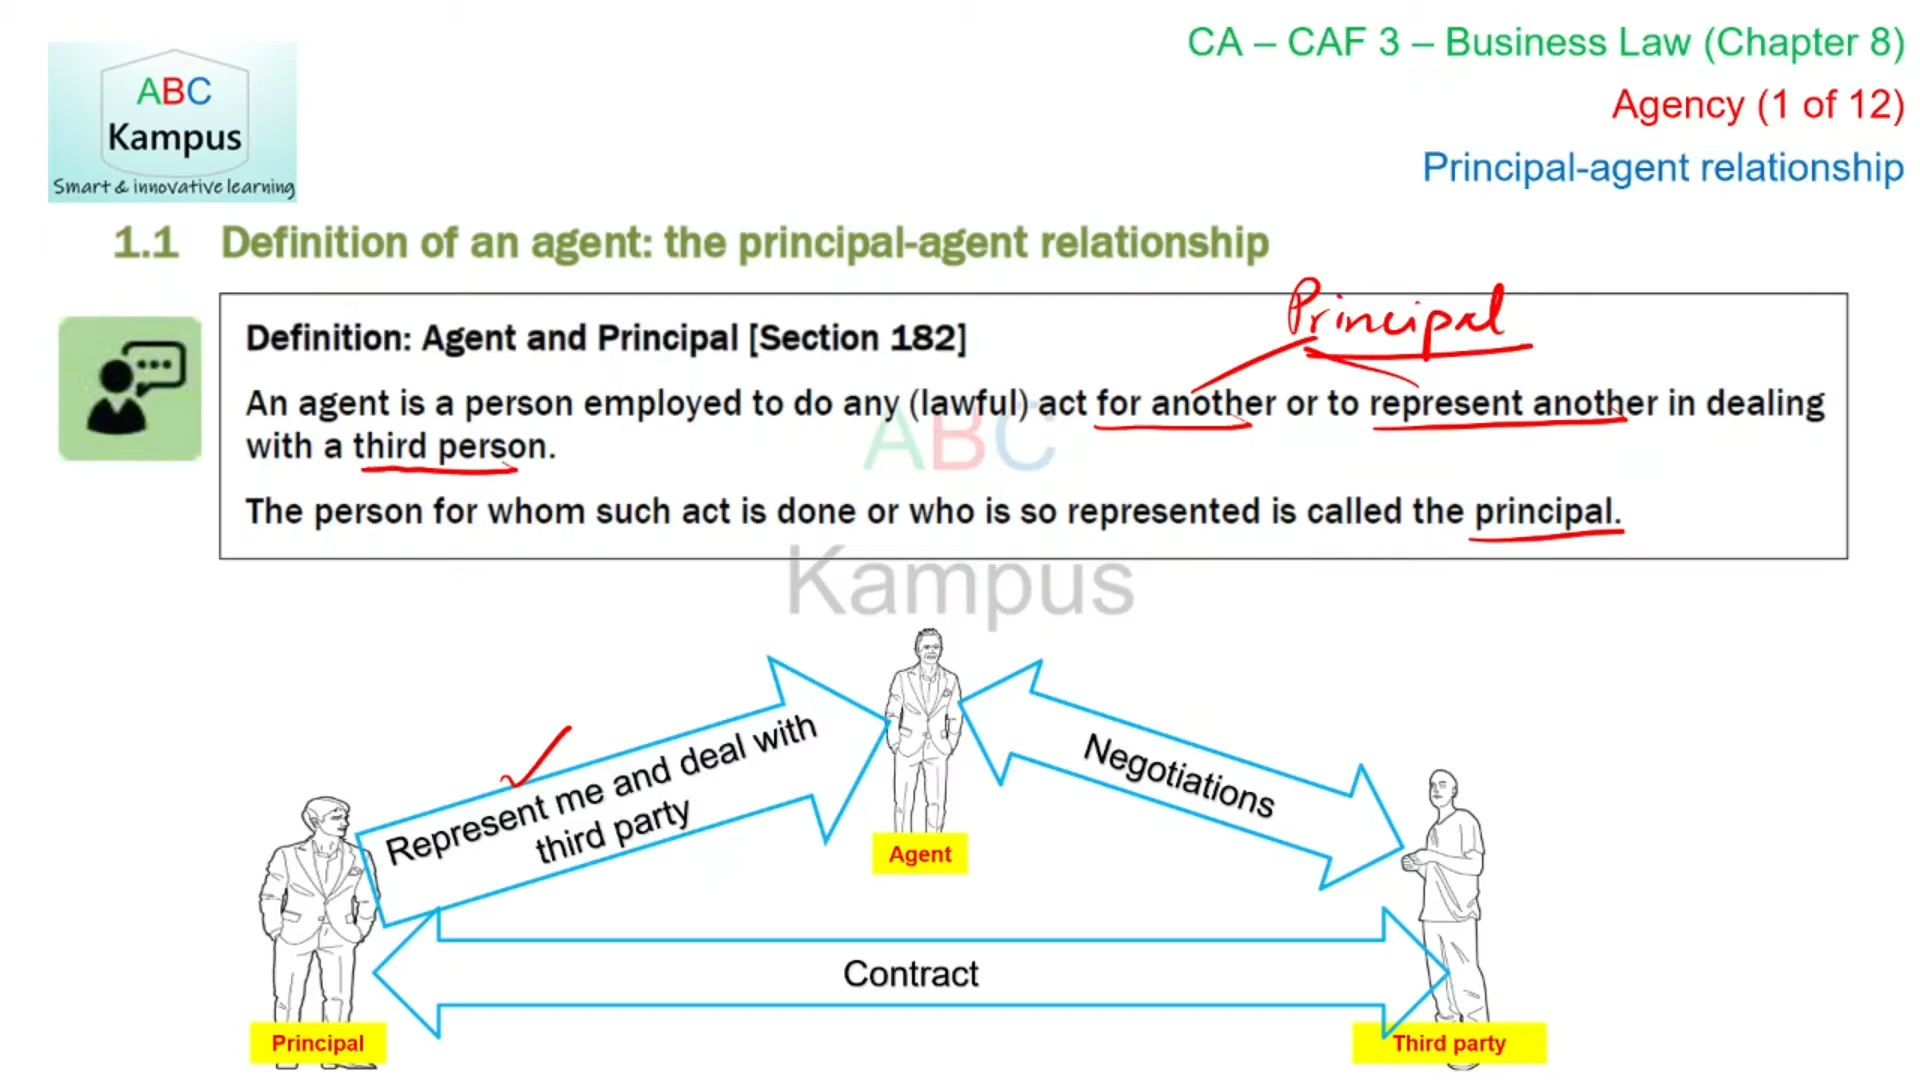 ABC
Kampus
Smart & innovative learning
CA – CAF 3 – Business Law (Chapter 8)
Agency (1 of 12)
Principal-agent relationship
1.1 Definition of an agent: the principal-agent relationship
Principal
Definition: Agent and Principal [Section 182]
An agent is a person employed to do any (lawful) act for another or to represent another in dealing
with a third person.
The person for whom such act is done or who is so represented is called the principal.
ABC
Kampus
Represent me and deal with
third party
Negotiations
Agent
Contract
Principal
Third party